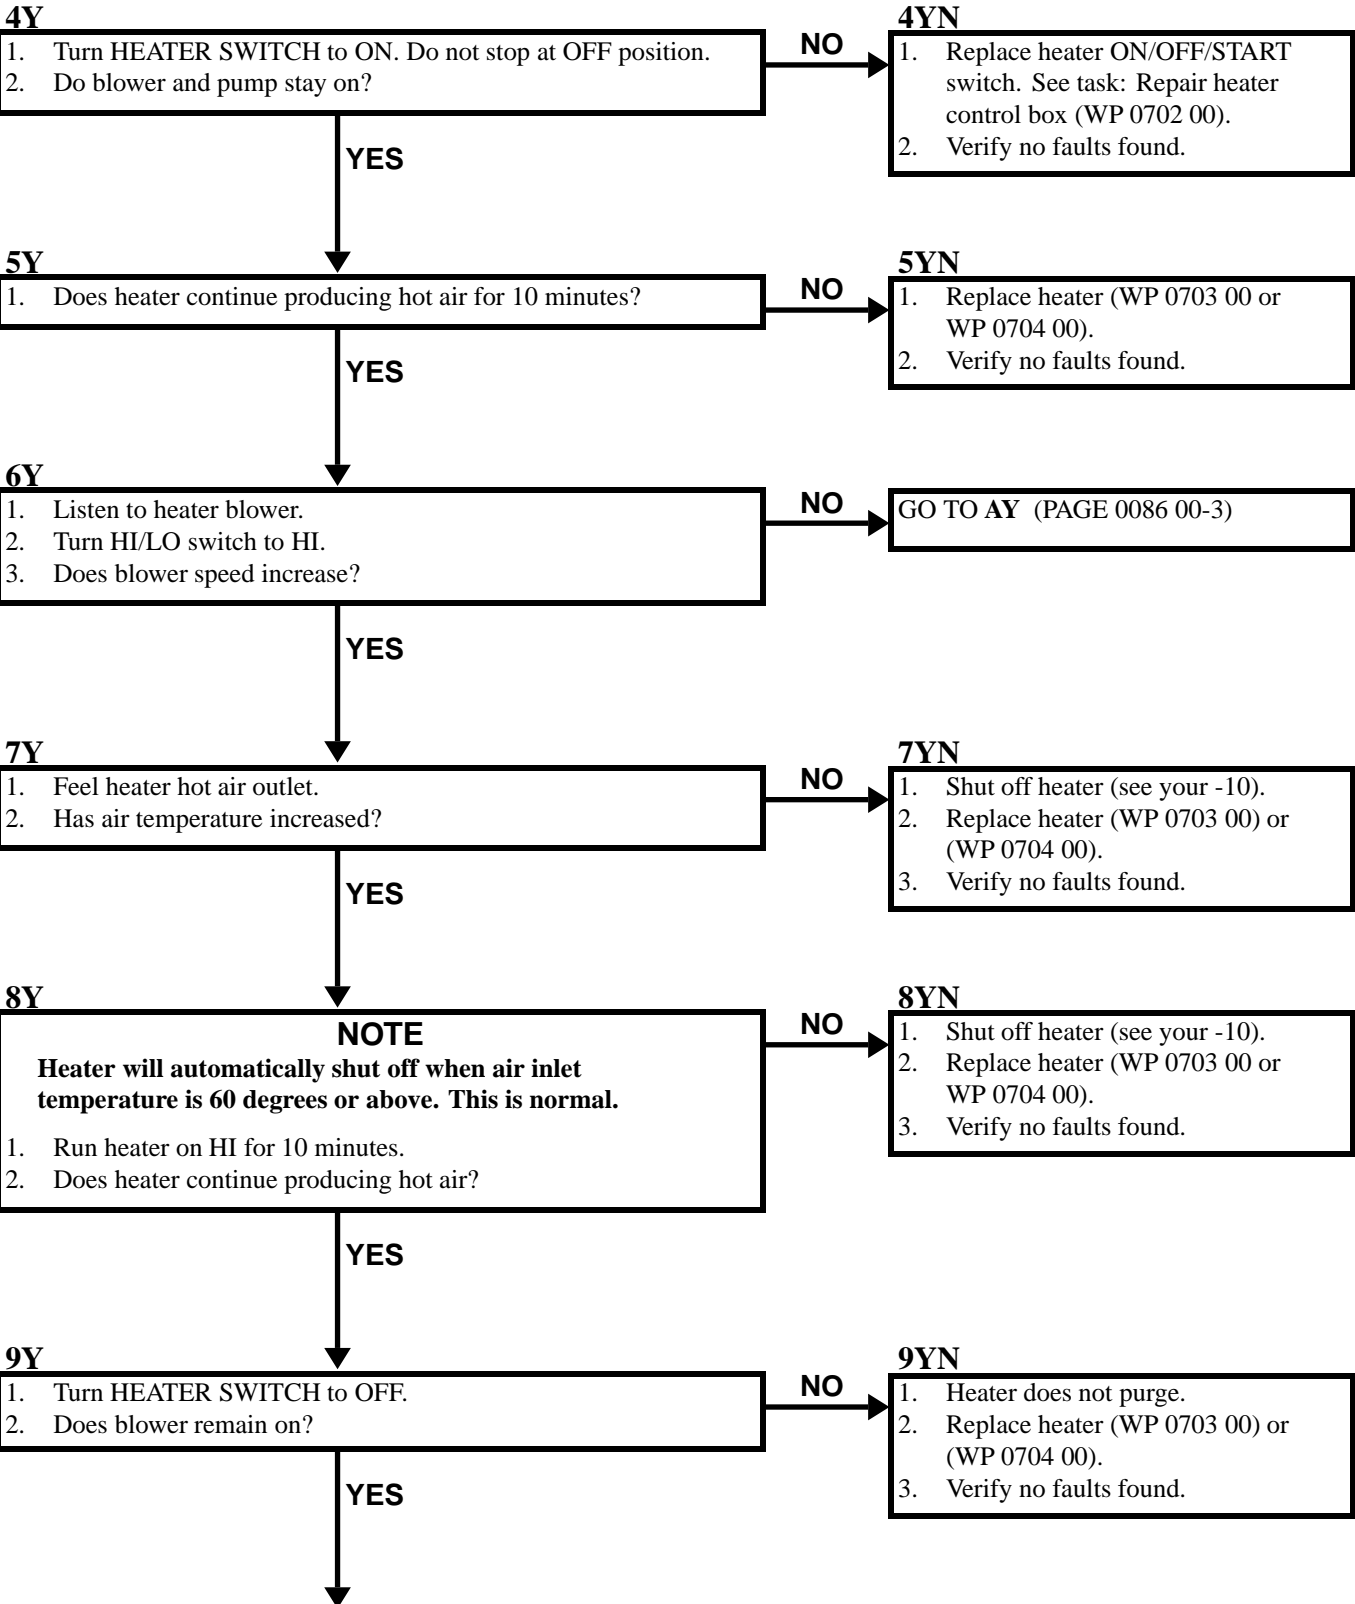 4Y
1. Turn HEATER SWITCH to ON. Do not stop at OFF position.
2. Do blower and pump stay on?
NO
4YN
1. Replace heater ON/OFF/START
switch. See task: Repair heater
control box (WP 0702 00).
2. Verify no faults found.
YES
5Y
1. Does heater continue producing hot air for 10 minutes?
NO
5YN
1. Replace heater (WP 0703 00 or
WP 0704 00).
2. Verify no faults found.
YES
6Y
1. Listen to heater blower.
2. Turn HI/LO switch to HI.
3. Does blower speed increase?
NO
GO TO AY (PAGE 0086 00-3)
YES
7Y
1. Feel heater hot air outlet.
2. Has air temperature increased?
NO
7YN
1. Shut off heater (see your -10).
2. Replace heater (WP 0703 00) or
(WP 0704 00).
3. Verify no faults found.
YES
8Y
NOTE
Heater will automatically shut off when air inlet
temperature is 60 degrees or above. This is normal.
1. Run heater on HI for 10 minutes.
2. Does heater continue producing hot air?
NO
8YN
1. Shut off heater (see your -10).
2. Replace heater (WP 0703 00 or
WP 0704 00).
3. Verify no faults found.
YES
9Y
1. Turn HEATER SWITCH to OFF.
2. Does blower remain on?
NO
9YN
1. Heater does not purge.
2. Replace heater (WP 0703 00) or
(WP 0704 00).
3. Verify no faults found.
YES